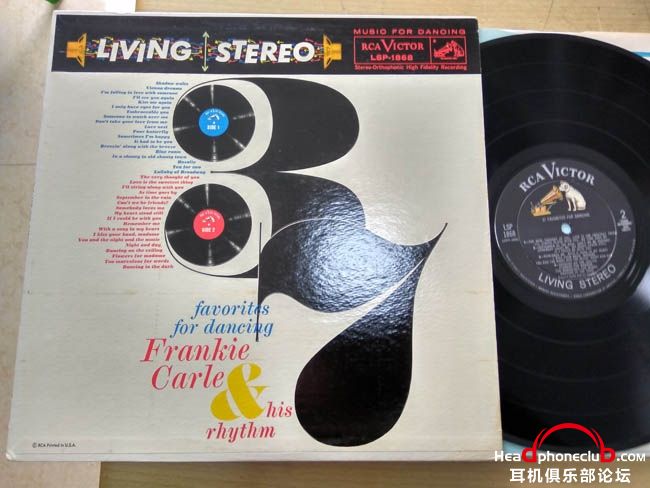 LIVING STEREO
MUSIC FOR DANCING
RCA VICTOR
LSP-1868
Stereo-Orthophonic High Fidelity Recording
Shadow waltz
Vienna dreams
I'm falling in love with someone
I'll see you again
Kiss me again
I only have eyes for you
Embraceable you
Someone to watch over me
Don't take your love from me
Love nest
Poor butterfly
Sometimes I'm happy
It had to be you
Breezin' along with the breeze
Blue room
In a shanty in old shanty town
Rosalie
Tea for two
Lullaby of Broadway
The very thought of you
Love is the sweetest thing
I'll string along with you
As time goes by
September in the rain
Can't we be friends?
Somebody loves me
My heart stood still
If I could be with you
Remember me
With a song in my heart
I kiss your hand, madame
You and the night and the music
Night and day
Dancing on the ceiling
Flowers for madame
Too marvelous for words
Dancing in the dark
SIDE 1
SIDE 2
37
favorites
for dancing
Frankie
Carle
& his
rhythm
© RCA Printed in U.S.A.
RCA VICTOR
37 FAVORITES FOR DANCING
LSP
1868
2
LIVING STEREO
Headphoneclub.com
耳机俱乐部论坛